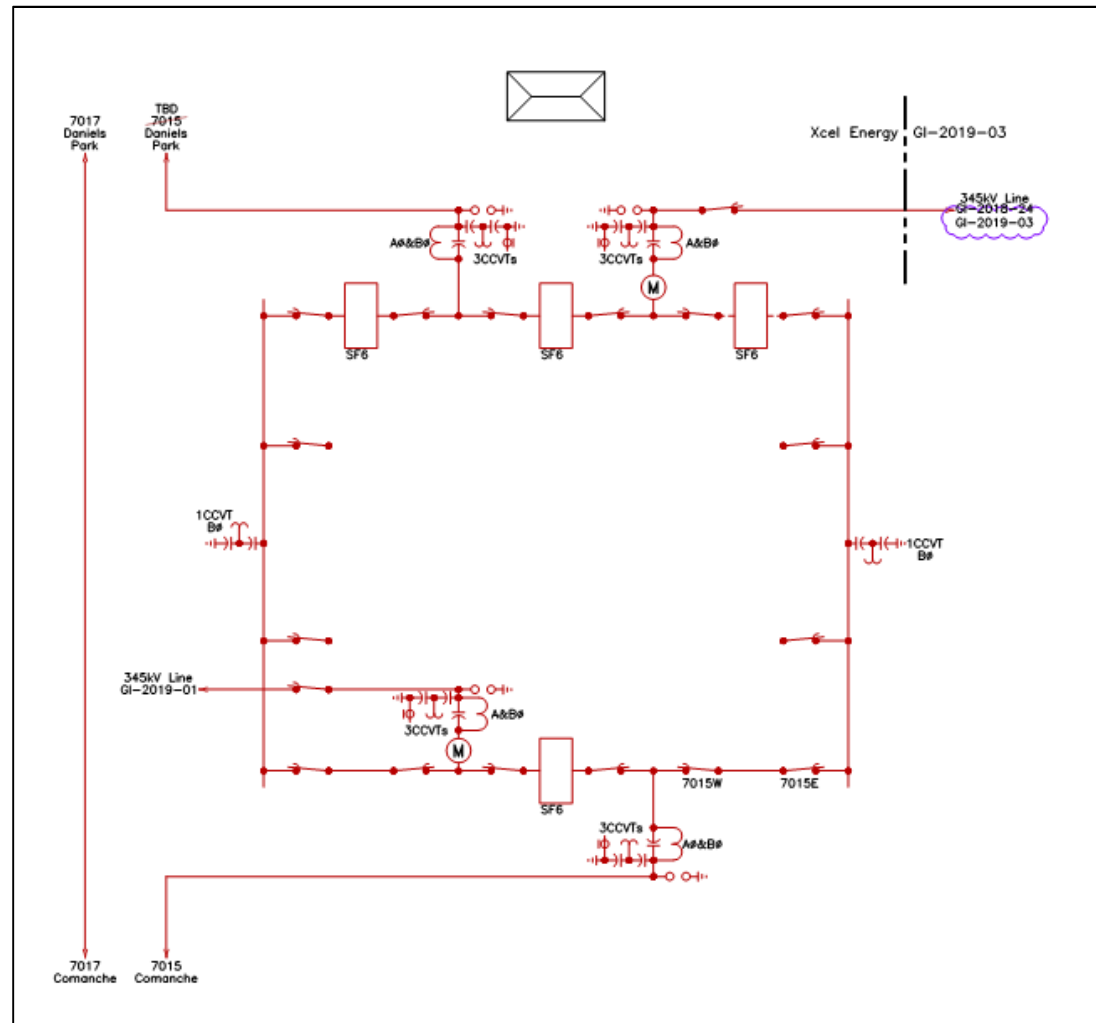 7017
Daniels
Park
TBD
7015
Daniels
Park
Xcel Energy
GI-2019-03
345kV Line
GI-2018-24
GI-2019-03
AØ&BØ
3CCVTs
3CCVTs
A&BØ
M
SF6
SF6
SF6
1CCVT
BØ
1CCVT
BØ
345kV Line
GI-2019-01
3CCVTs
A&BØ
M
SF6
7015W
7015E
3CCVTs
AØ&BØ
7017
Comanche
7015
Comanche